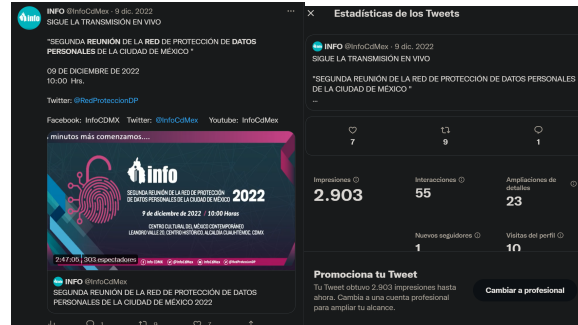 INFO @InfoCdMex · 9 dic. 2022
SIGUE LA TRANSMISIÓN EN VIVO
"SEGUNDA REUNIÓN DE LA RED DE PROTECCIÓN DE DATOS
PERSONALES DE LA CIUDAD DE MÉXICO "
09 DE DICIEMBRE DE 2022
10:00 Hrs.
Twitter: @RedProteccionDP
Facebook: InfoCDMX Twitter: @InfoCdMex Youtube: InfoCdMex
minutos más comenzamos....
info
SEGUNDA REUNIÓN DE LA RED DE PROTECCIÓN
DE DATOS PERSONALES DE LA CIUDAD DE MÉXICO 2022
9 de diciembre de 2022 / 10:00 Horas
CENTRO CULTURAL DEL MÉXICO CONTEMPORÁNEO
LEANDRO VALLE 20, CENTRO HISTÓRICO, ALCALDÍA CUAUHTÉMOC, CDMX
2:47:05 303 espectadores
INFO @InfoCdMex
SEGUNDA REUNIÓN DE LA RED DE PROTECCIÓN DE DATOS
PERSONALES DE LA CIUDAD DE MÉXICO 2022
1 9 7
× Estadísticas de los Tweets
INFO @InfoCdMex · 9 dic. 2022
SIGUE LA TRANSMISIÓN EN VIVO
"SEGUNDA REUNIÓN DE LA RED DE PROTECCIÓN DE DATOS PERSONALES
DE LA CIUDAD DE MÉXICO "
...
7 9 1
Impresiones Interacciones Ampliaciones de
detalles
2.903 55 23
Nuevos seguidores Visitas del perfil
1 10
Promociona tu Tweet
Tu Tweet obtuvo 2.903 impresiones hasta
ahora. Cambia a una cuenta profesional
para ampliar tu alcance.
Cambiar a profesional